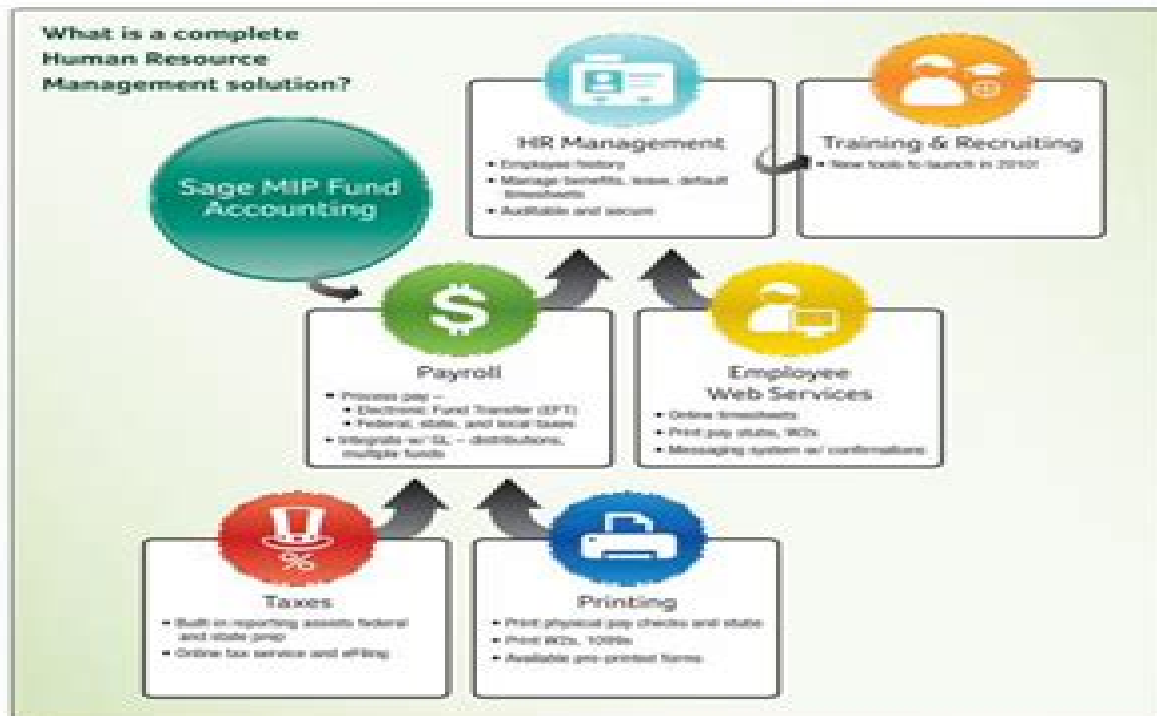 What is a complete
Human Resource
Management solution?
Sage MIP Fund
Accounting
HR Management
• Employee history
• Manage benefits, leave, default
timesheets
• Auditable and secure
Training & Recruiting
• New tools to launch in 2010!
Payroll
• Process pay –
• Electronic Fund Transfer (EFT)
• Federal, state, and local taxes
• Integrate w/ GL – distributions,
multiple funds
Employee
Web Services
• Online timesheets
• Print pay stubs, W2s
• Messaging system w/ confirmations
%
Taxes
• Built in reporting assets federal
and state prep
• Online tax service and eFiling
Printing
• Print physical pay checks and stubs
• Print W2s, 1099s
• Available pre-printed forms